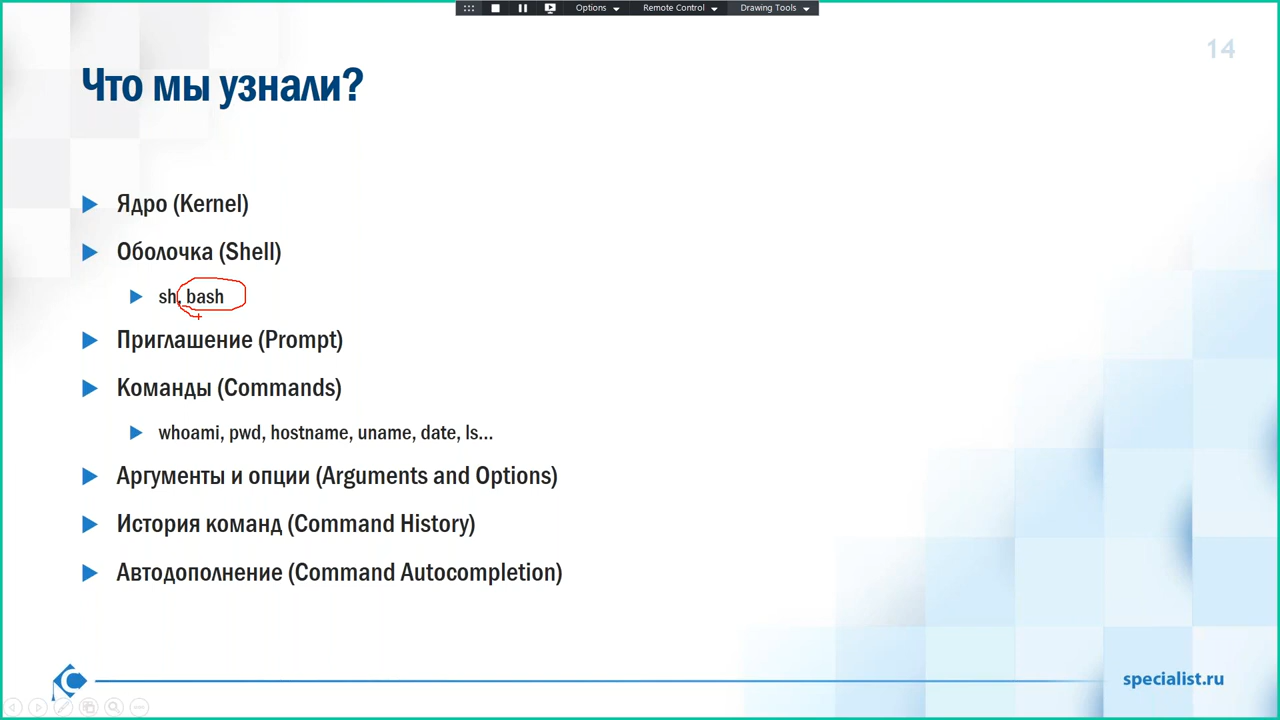 Options
Remote Control
Drawing Tools
14
Что мы узнали?
Ядро (Kernel)
Оболочка (Shell)
sh, bash
Приглашение (Prompt)
Команды (Commands)
whoami, pwd, hostname, uname, date, ls...
Аргументы и опции (Arguments and Options)
История команд (Command History)
Автодополнение (Command Autocompletion)
specialist.ru